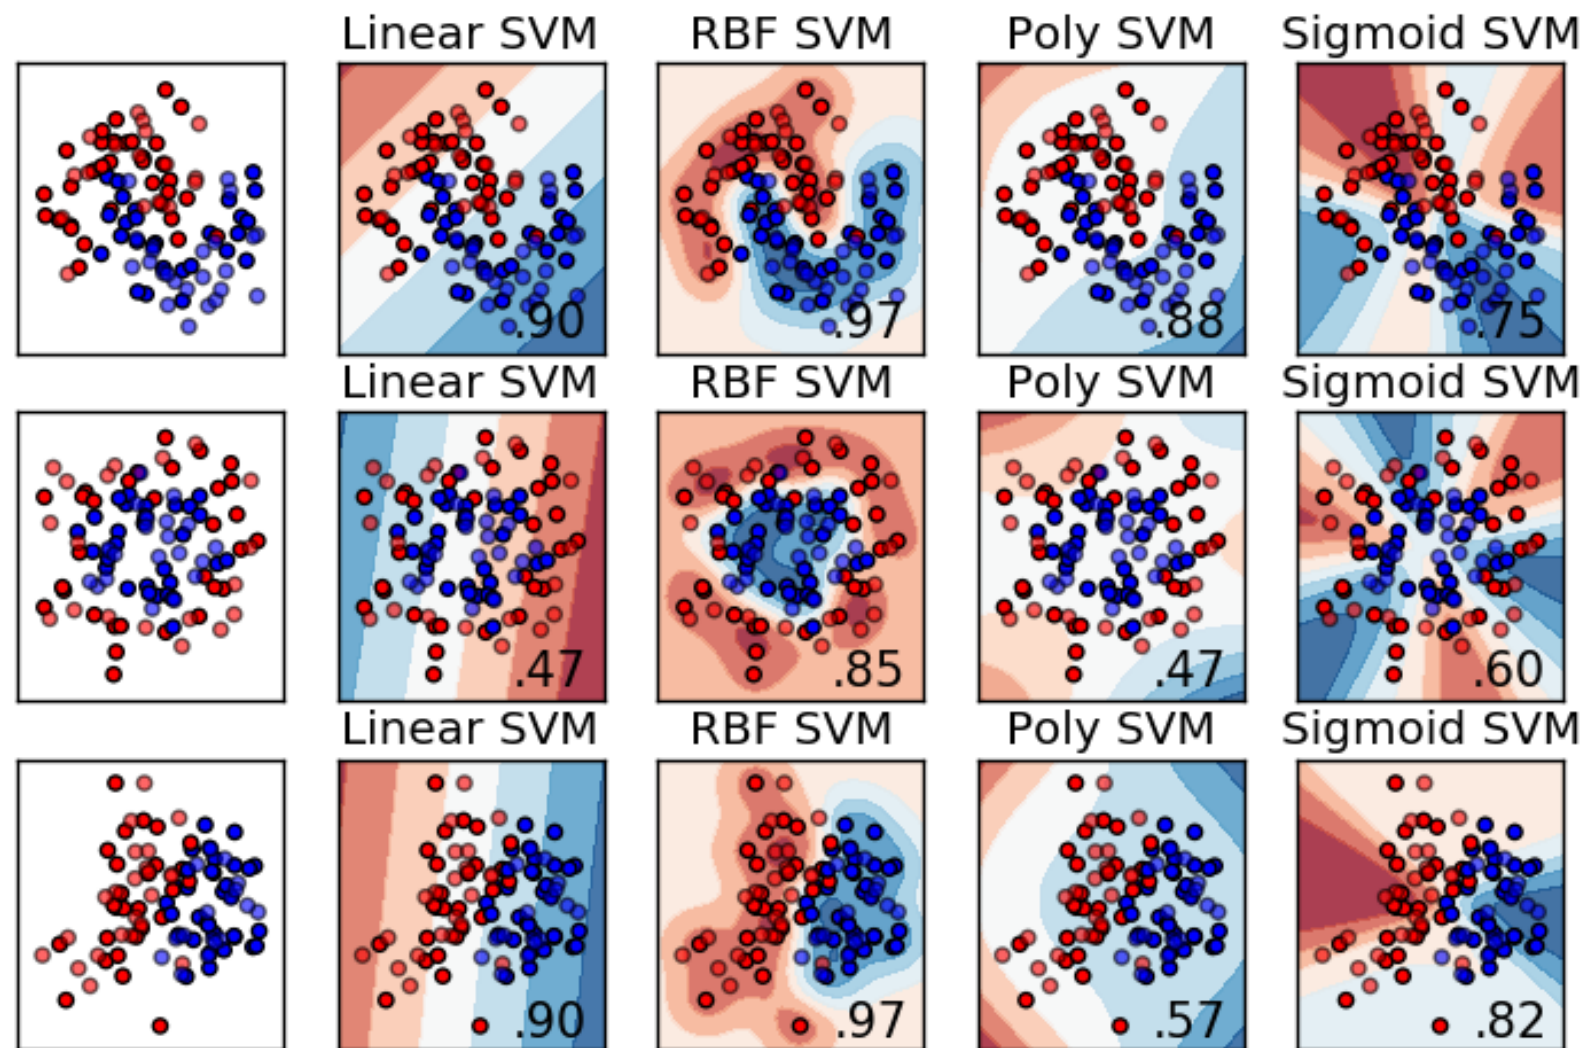 Linear SVM RBF SVM Poly SVM Sigmoid SVM
.90 .97 .88 .75
Linear SVM RBF SVM Poly SVM Sigmoid SVM
.47 .85 .47 .60
Linear SVM RBF SVM Poly SVM Sigmoid SVM
.90 .97 .57 .82